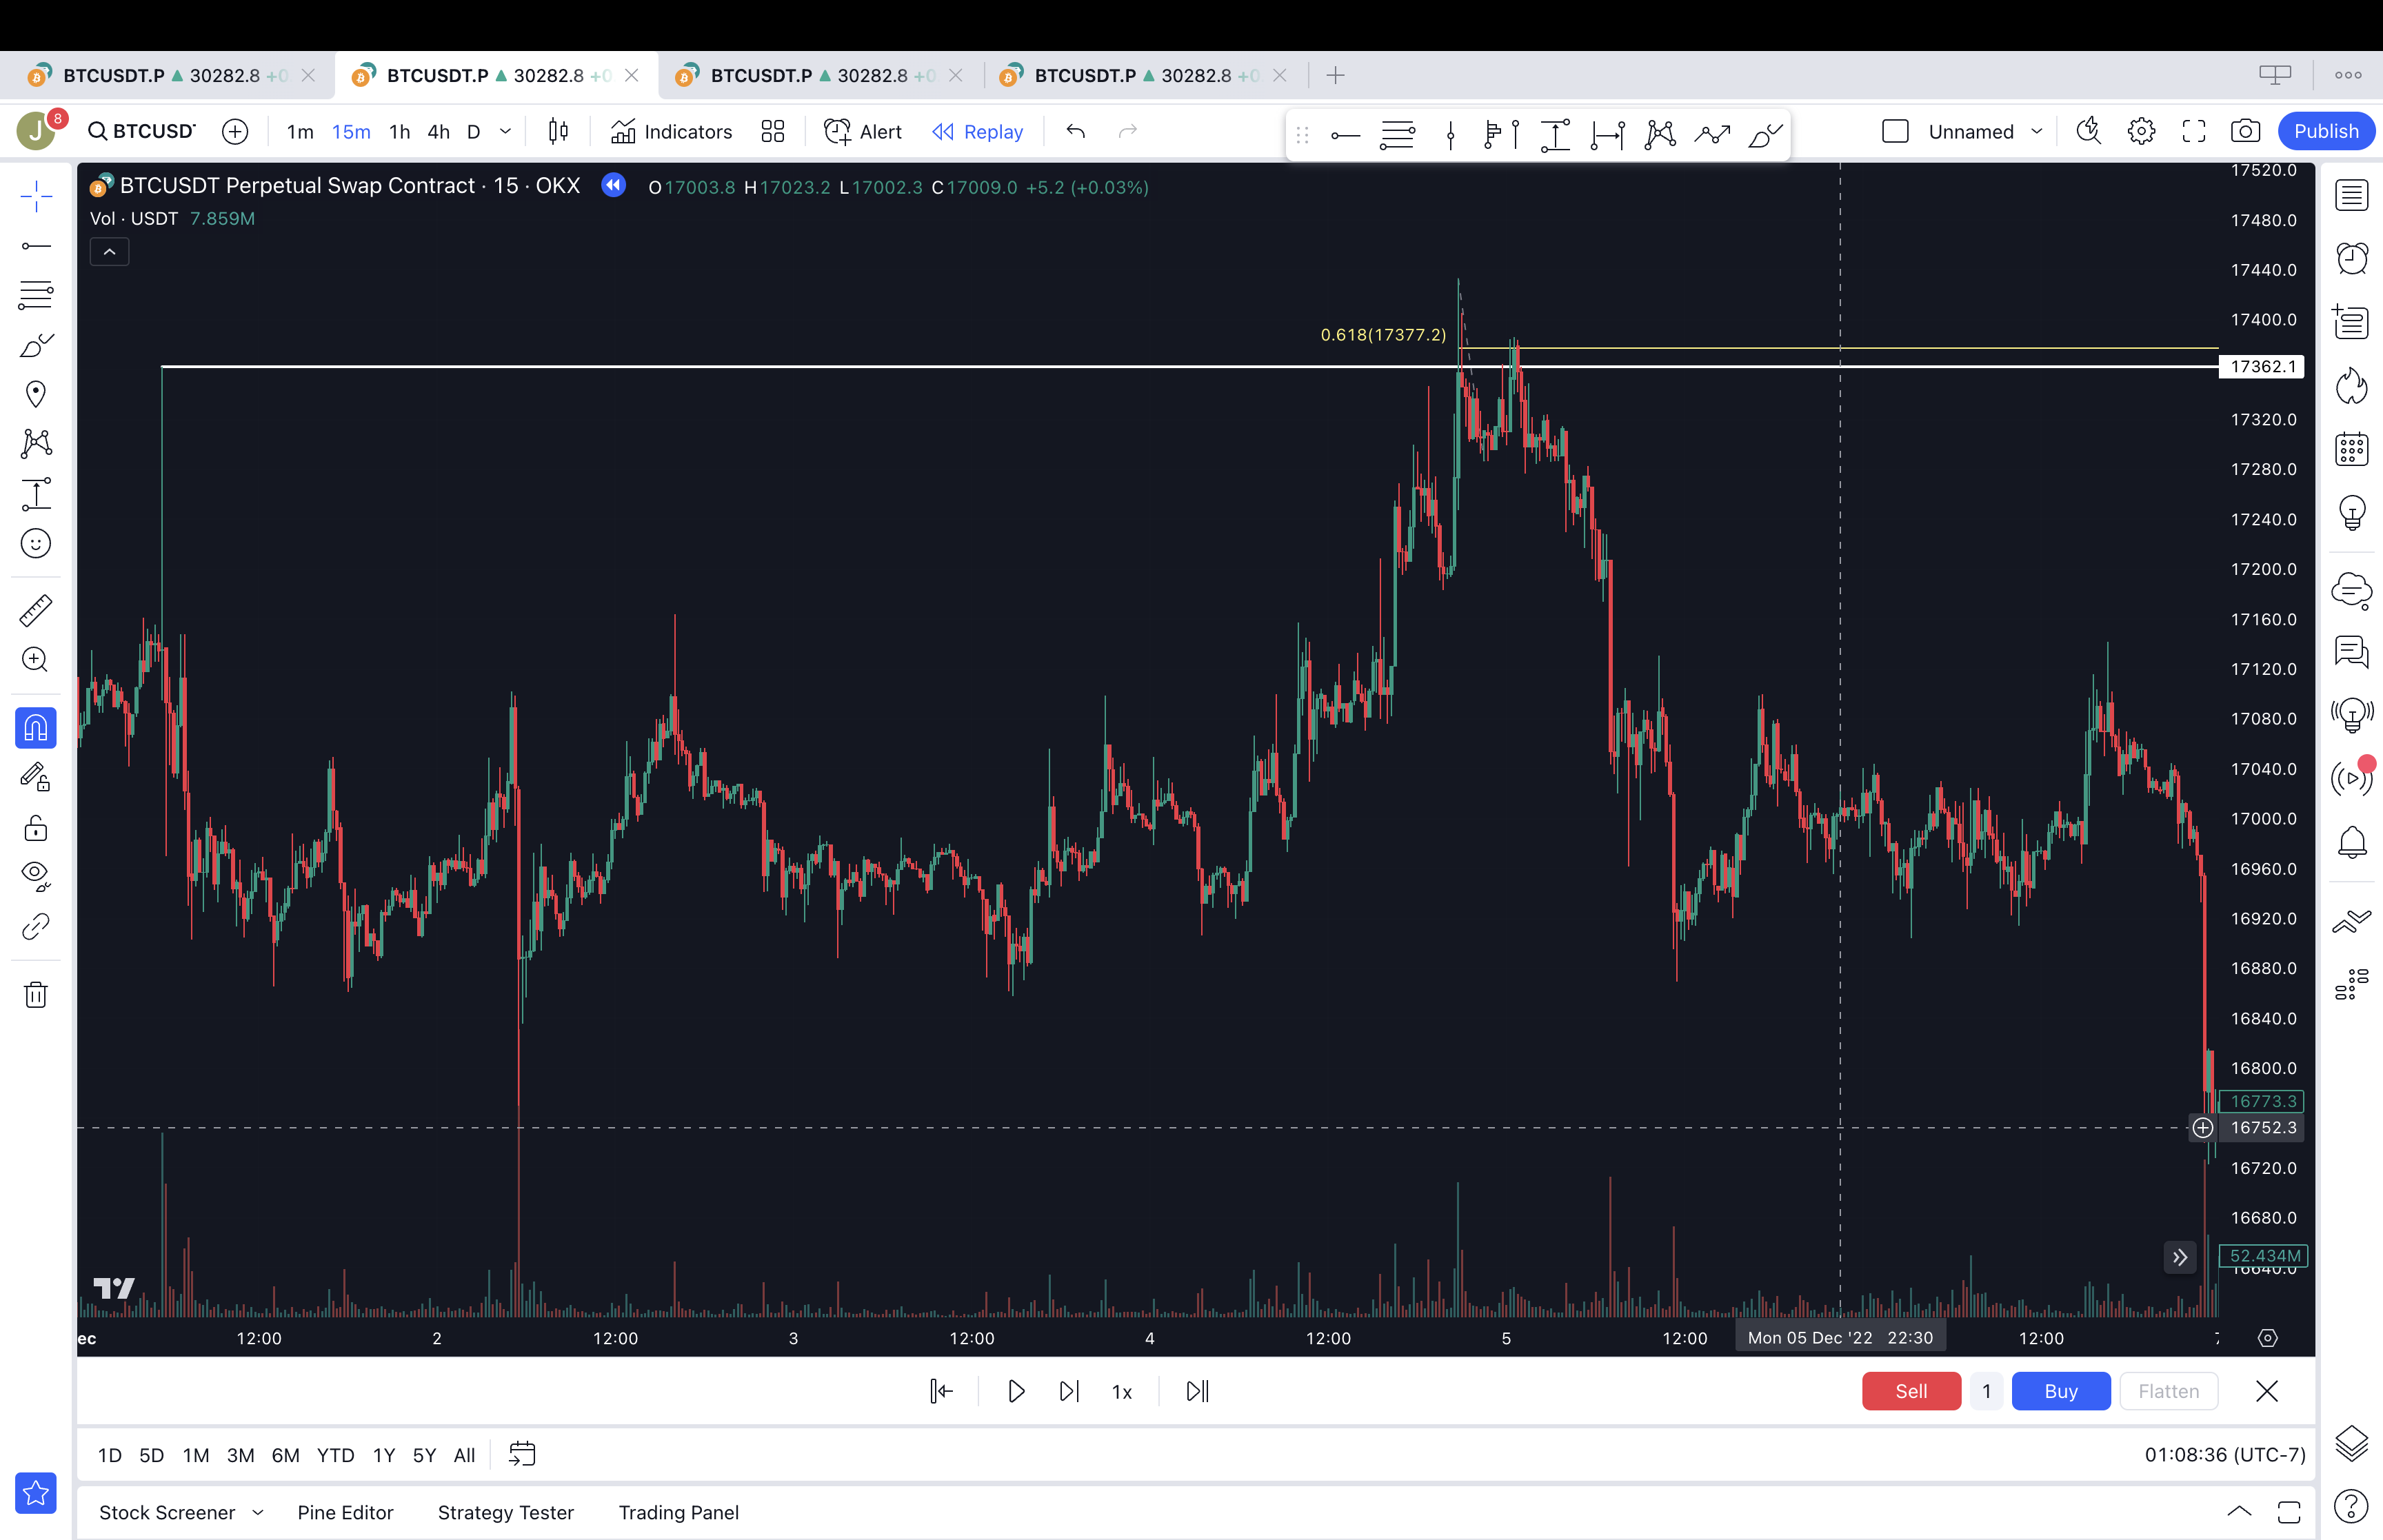 BTCUSDT.P ▲ 30282.8 +0 BTCUSDT.P ▲ 30282.8 +0 BTCUSDT.P ▲ 30282.8 +0 BTCUSDT.P ▲ 30282.8 +0
J 8 BTCUSD 1m 15m 1h 4h D Indicators Alert Replay Unnamed Publish
BTCUSDT Perpetual Swap Contract · 15 · OKX O17003.8 H17023.2 L17002.3 C17009.0 +5.2 (+0.03%)
Vol · USDT 7.859M
17520.0
17480.0
17440.0
17400.0
0.618(17377.2)
17362.1
17320.0
17280.0
17240.0
17200.0
17160.0
17120.0
17080.0
17040.0
17000.0
16960.0
16920.0
16880.0
16840.0
16800.0
16773.3
16752.3
16720.0
16680.0
52.434M
16640.0
ec 12:00 2 12:00 3 12:00 4 12:00 5 12:00 Mon 05 Dec '22 22:30 12:00
1x Sell 1 Buy Flatten
1D 5D 1M 3M 6M YTD 1Y 5Y All 01:08:36 (UTC-7)
Stock Screener Pine Editor Strategy Tester Trading Panel